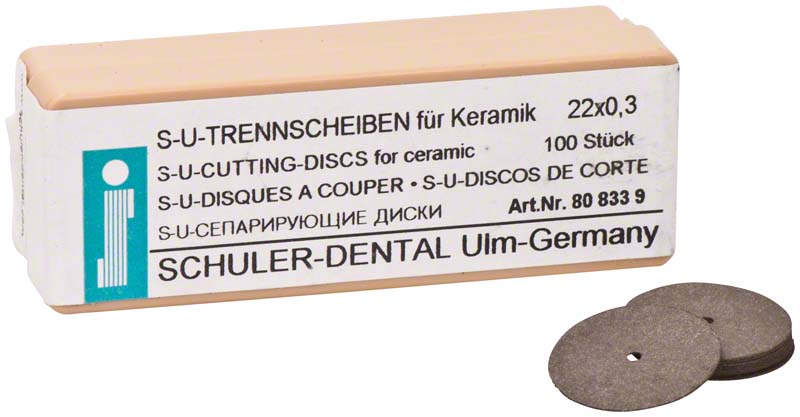 S-U-TRENNSCHEIBEN für Keramik 22x0,3
S-U-CUTTING-DISCS for ceramic 100 Stück
S-U-DISQUES A COUPER • S-U-DISCOS DE CORTE
S-U-СЕПАРИРУЮЩИЕ ДИСКИ Art.Nr. 80 833 9
SCHULER-DENTAL Ulm-Germany